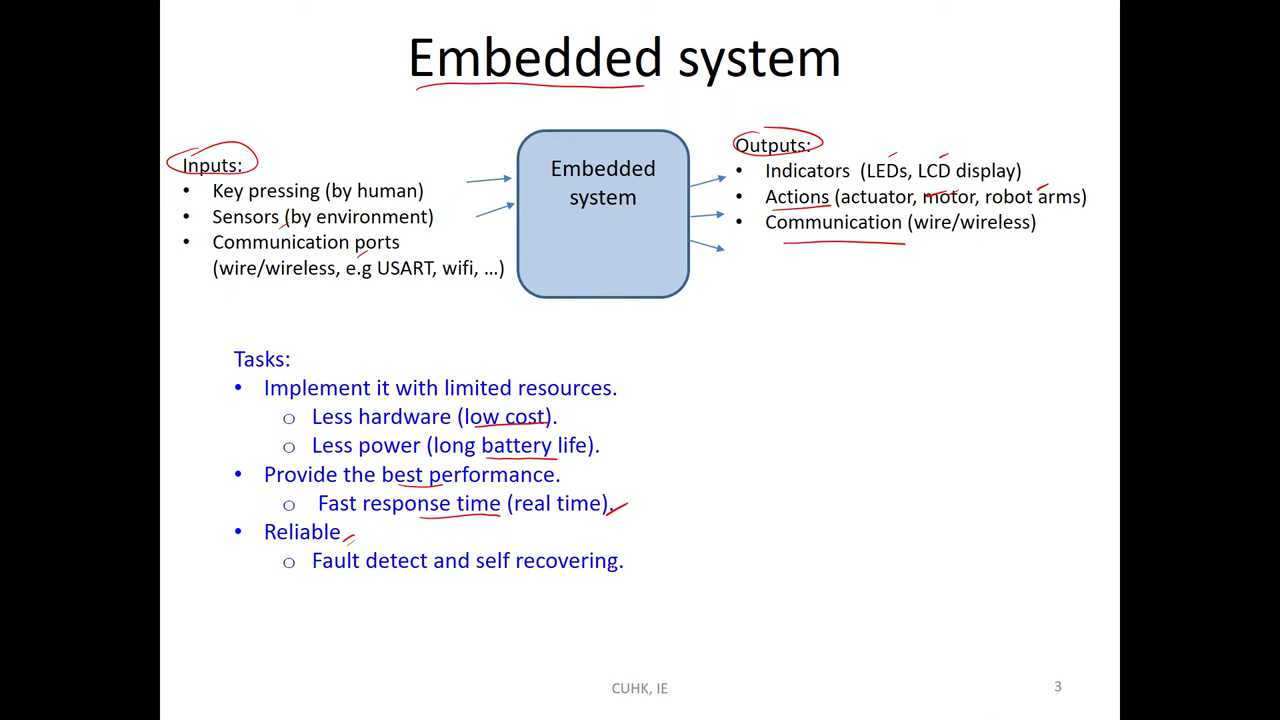 Embedded system
Inputs:
• Key pressing (by human)
• Sensors (by environment)
• Communication ports
(wire/wireless, e.g USART, wifi, …)
Embedded
system
Outputs:
• Indicators (LEDs, LCD display)
• Actions (actuator, motor, robot arms)
• Communication (wire/wireless)
Tasks:
• Implement it with limited resources.
o Less hardware (low cost).
o Less power (long battery life).
• Provide the best performance.
o Fast response time (real time).
• Reliable
o Fault detect and self recovering.
CUHK, IE
3